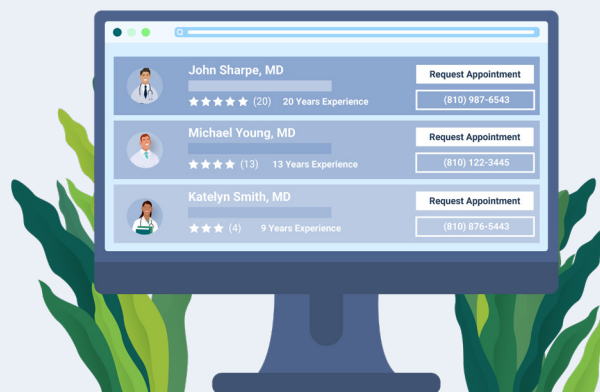 John Sharpe, MD
Request Appointment
(20) 20 Years Experience
(810) 987-6543
Michael Young, MD
Request Appointment
(13) 13 Years Experience
(810) 122-3445
Katelyn Smith, MD
Request Appointment
(4) 9 Years Experience
(810) 876-5443